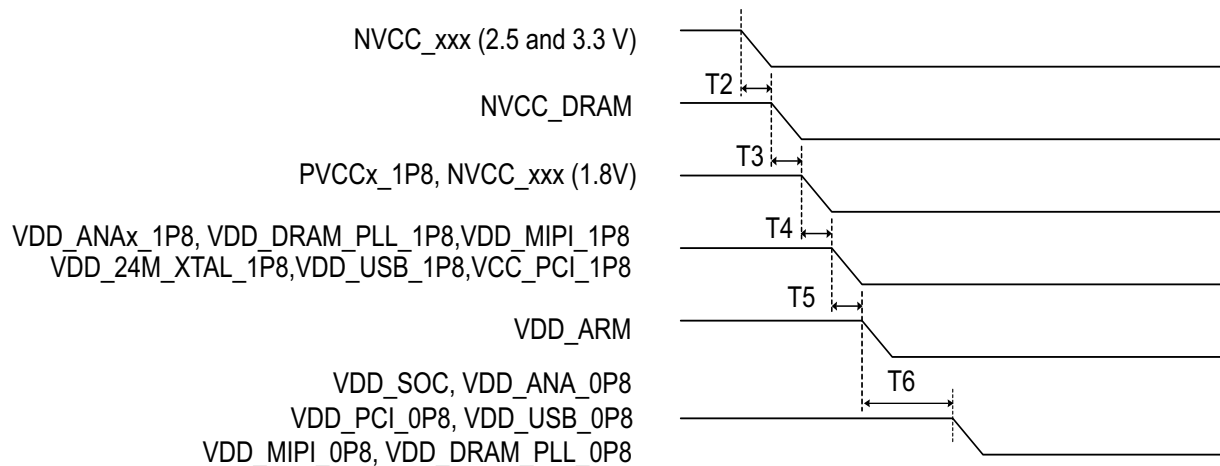 NVCC_xxx (2.5 and 3.3 V)
T2
NVCC_DRAM
T3
PVCCx_1P8, NVCC_xxx (1.8V)
T4
VDD_ANAx_1P8, VDD_DRAM_PLL_1P8,VDD_MIPI_1P8
VDD_24M_XTAL_1P8,VDD_USB_1P8,VCC_PCI_1P8
T5
VDD_ARM
T6
VDD_SOC, VDD_ANA_0P8
VDD_PCI_0P8, VDD_USB_0P8
VDD_MIPI_0P8, VDD_DRAM_PLL_0P8